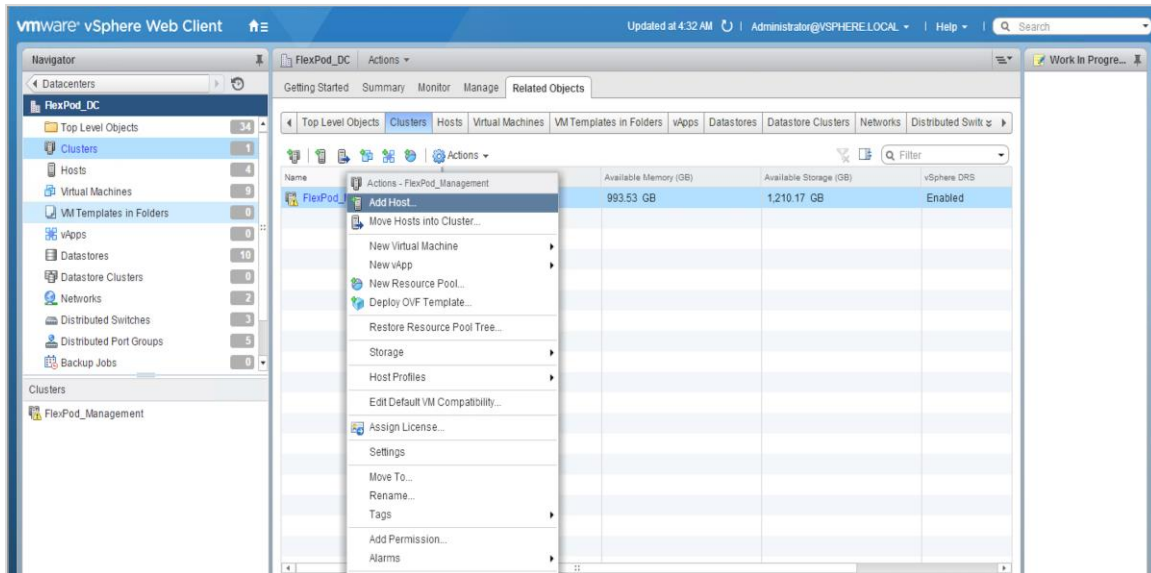 vmware® vSphere Web Client
Updated at 4:32 AM | Administrator@VSPHERE.LOCAL | Help | Search
Navigator
Datacenters
FlexPod_DC
Top Level Objects 34
Clusters 1
Hosts 4
Virtual Machines 9
VM Templates in Folders 0
vApps 0
Datastores 10
Datastore Clusters 0
Networks 2
Distributed Switches 3
Distributed Port Groups 5
Backup Jobs 0
Clusters
FlexPod_Management
FlexPod_DC Actions
Getting Started Summary Monitor Manage Related Objects
Top Level Objects Clusters Hosts Virtual Machines VM Templates in Folders vApps Datastores Datastore Clusters Networks Distributed Switc
Actions Filter
Name Available Memory (GB) Available Storage (GB) vSphere DRS
FlexPod_ 993.53 GB 1,210.17 GB Enabled
Actions - FlexPod_Management
Add Host...
Move Hosts into Cluster...
New Virtual Machine
New vApp
New Resource Pool...
Deploy OVF Template...
Restore Resource Pool Tree...
Storage
Host Profiles
Edit Default VM Compatibility...
Assign License...
Settings
Move To...
Rename...
Tags
Add Permission...
Alarms
Work In Progre...